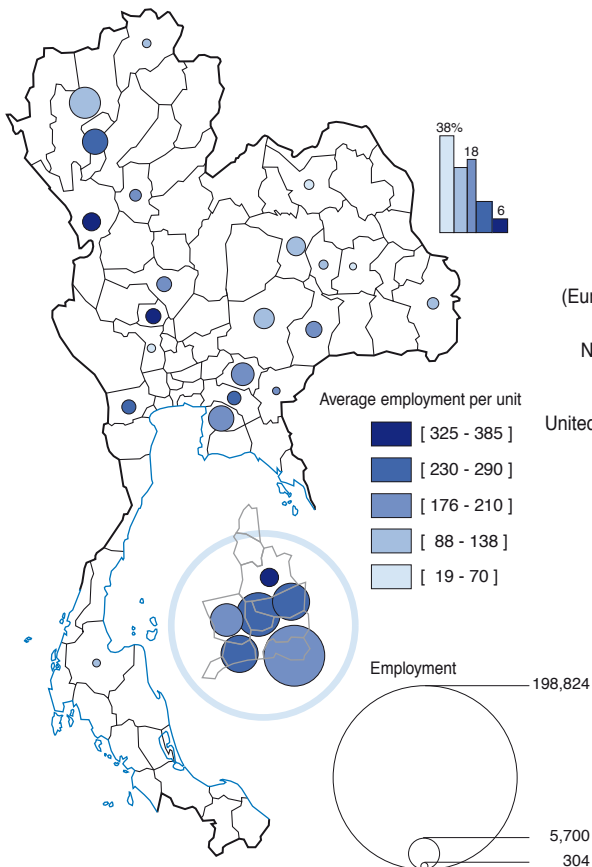 38%
18
6
(Eur
N
United
Average employment per unit
[ 325 - 385 ]
[ 230 - 290 ]
[ 176 - 210 ]
[ 88 - 138 ]
[ 19 - 70 ]
Employment
198,824
5,700
304